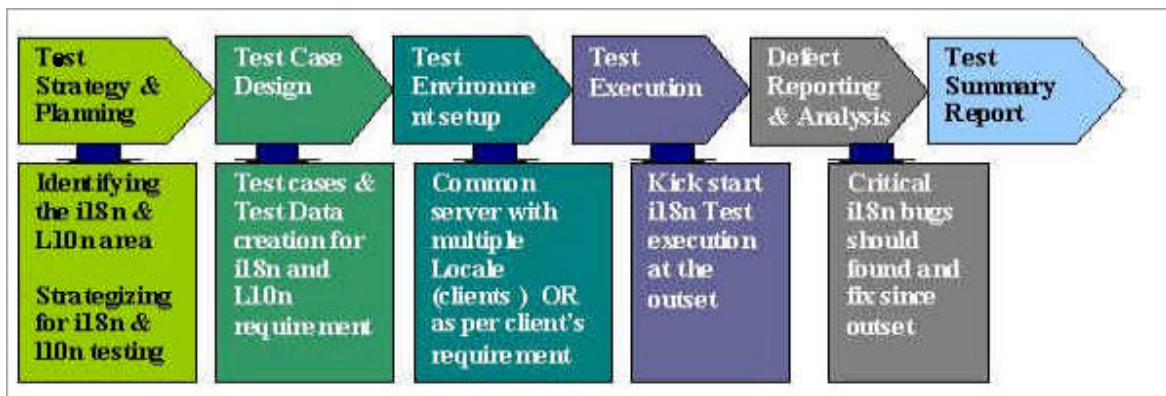 Test
Strategy &
Planning
Test Case
Design
Test
Environme
nt setup
Test
Execution
Defect
Reporting
& Analysis
Test
Summary
Report
Identifying
the i18n &
L10n area
Strategizing
for i18n &
l10n testing
Test cases &
Test Data
creation for
i18n and
L10n
requirement
Common
server with
multiple
Locale
(clients ) OR
as per client's
requirement
Kick start
i18n Test
execution
at the
outset
Critical
i18n bugs
should
found and
fix since
outset